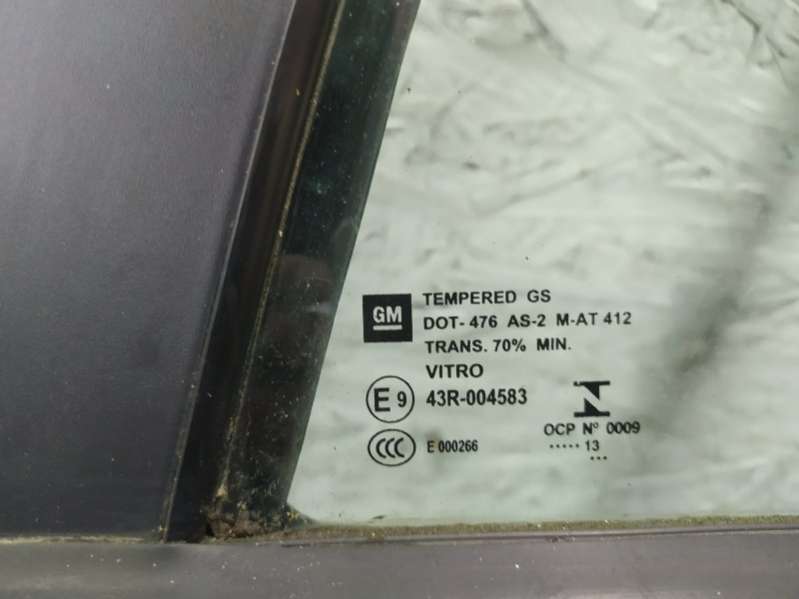 GM
TEMPERED GS
DOT- 476 AS-2 M-AT 412
TRANS. 70% MIN.
VITRO
E 9 43R-004583
N
OCP Nº 0009
CCC E 000266
..... 13
...